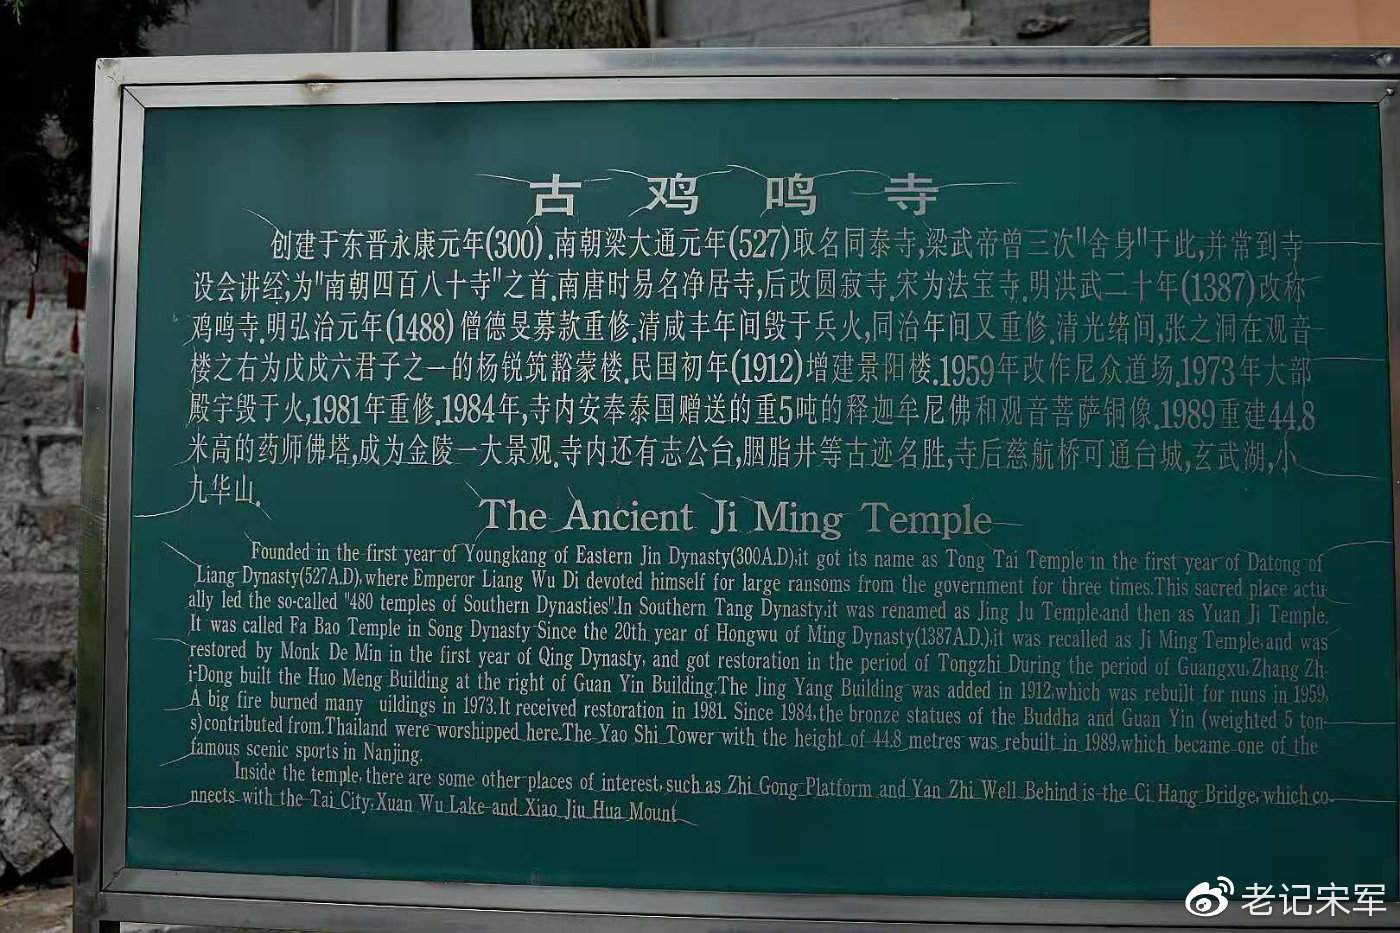 古鸡鸣寺
创建于东晋永康元年(300).南朝梁大通元年(527)取名同泰寺,梁武帝曾三次"舍身"于此,并常到寺
设会讲经,为"南朝四百八十寺"之首.南唐时易名净居寺,后改圆寂寺.宋为法宝寺.明洪武二十年(1387)改称
鸡鸣寺.明弘治元年(1488)僧德旻募款重修.清咸丰年间毁于兵火,同治年间又重修.清光绪间,张之洞在观音
楼之右为戊戍六君子之一的杨锐筑豁蒙楼.民国初年(1912)增建景阳楼.1959年改作尼众道场.1973年大部
殿宇毁于火,1981年重修.1984年,寺内安奉泰国赠送的重5吨的释迦牟尼佛和观音菩萨铜像.1989重建44.8
米高的药师佛塔,成为金陵一大景观.寺内还有志公台,胭脂井等古迹名胜,寺后慈航桥可通台城,玄武湖,小
九华山.
The Ancient Ji Ming Temple
Founded in the first year of Youngkang of Eastern Jin Dynasty(300A.D),it got its name as Tong Tai Temple in the first year of Datong of
Liang Dynasty(527A.D),where Emperor Liang Wu Di devoted himself for large ransoms from the government for three times.This sacred place actu
ally led the so-called "480 temples of Southern Dynasties".In Southern Tang Dynasty,it was renamed as Jing Ju Temple,and then as Yuan Ji Temple.
It was called Fa Bao Temple in Song Dynasty Since the 20th year of Hongwu of Ming Dynasty(1387A.D.),it was recalled as Ji Ming Temple,and was
restored by Monk De Min in the first year of Qing Dynasty, and got restoration in the period of Tongzhi.During the period of Guangxu,Zhang Zh-
i-Dong built the Huo Meng Building at the right of Guan Yin Building.The Jing Yang Building was added in 1912,which was rebuilt for nuns in 1959,
A big fire burned many uildings in 1973.It received restoration in 1981. Since 1984,the bronze statues of the Buddha and Guan Yin (weighted 5 ton-
s)contributed from.Thailand were worshipped here.The Yao Shi Tower with the height of 44.8 metres was rebuilt in 1989,which became one of the
famous scenic sports in Nanjing.
Inside the temple,there are some other places of interest,such as Zhi Gong Platform and Yan Zhi Well Behind is the Ci Hang Bridge,which co-
nnects with the Tai City,Xuan Wu Lake and Xiao Jiu Hua Mount
老记宋军